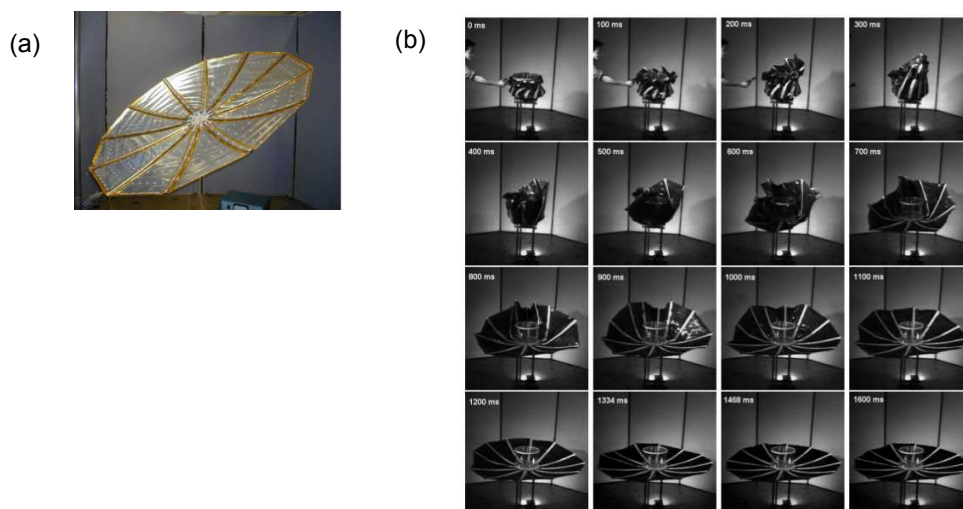 (a)
(b)
0 ms
100 ms
200 ms
300 ms
400 ms
500 ms
600 ms
700 ms
800 ms
900 ms
1000 ms
1100 ms
1200 ms
1334 ms
1468 ms
1600 ms